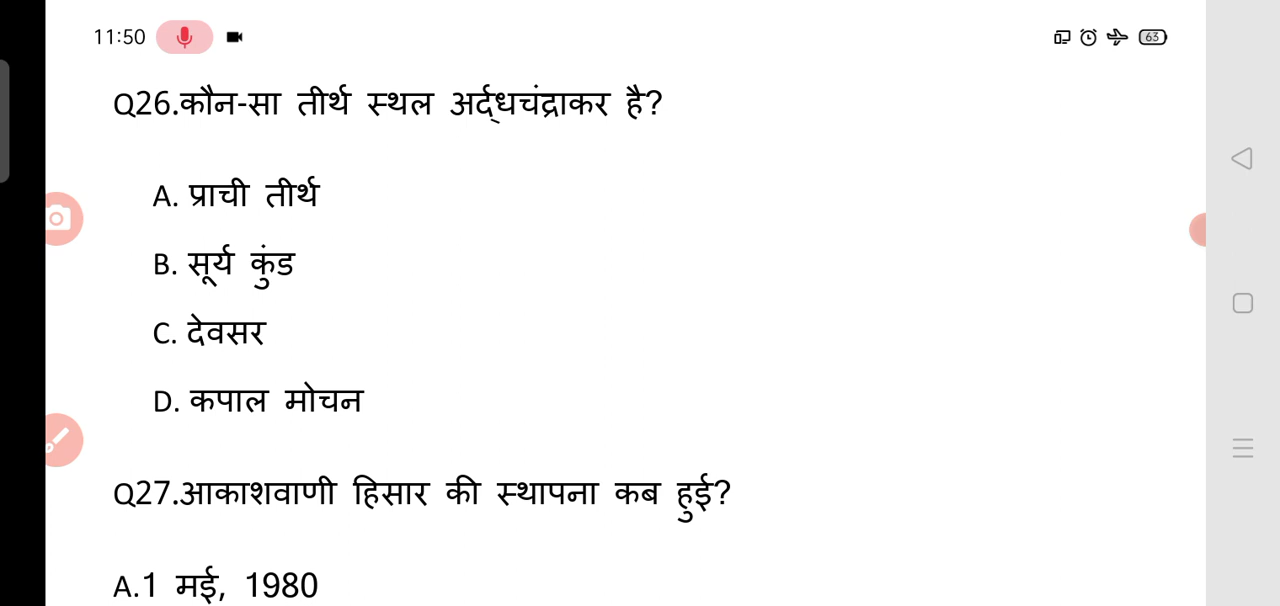 11:50
63
Q26.कौन-सा तीर्थ स्थल अर्द्धचंद्राकर है?
A. प्राची तीर्थ
B. सूर्य कुंड
C. देवसर
D. कपाल मोचन
Q27.आकाशवाणी हिसार की स्थापना कब हुई?
A.1 मई, 1980